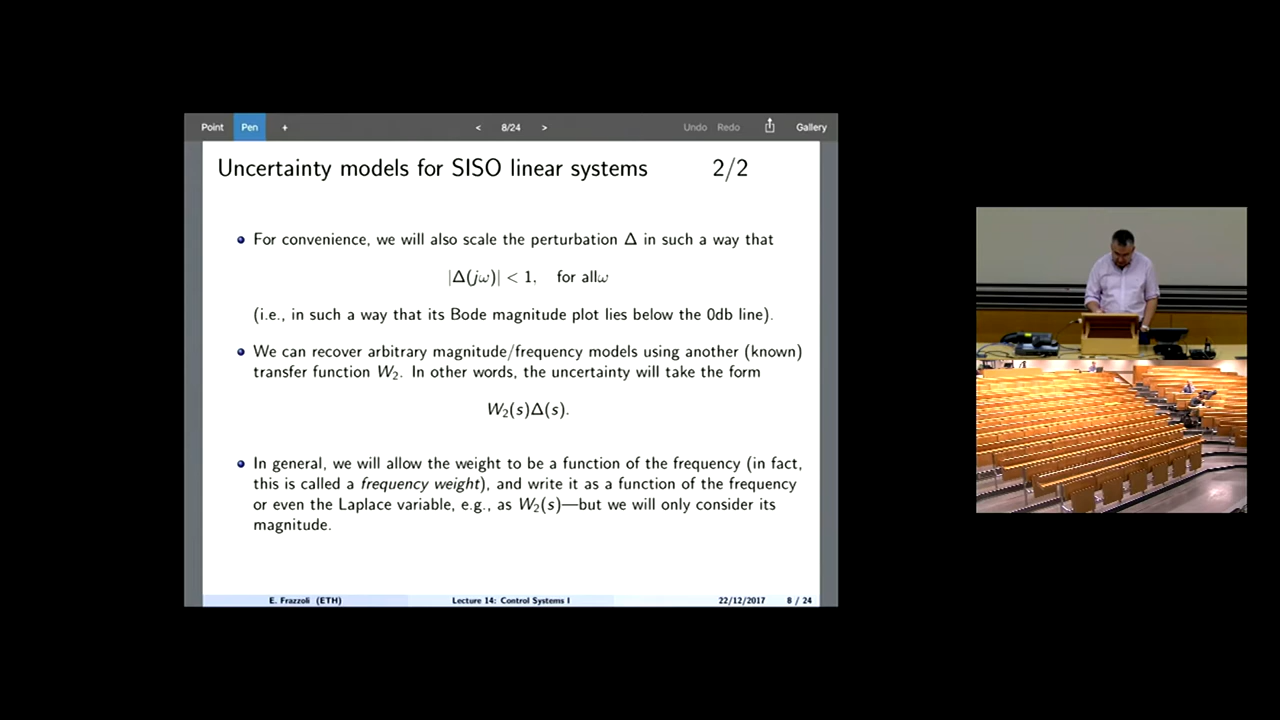 Point Pen + < 8/24 > Undo Redo Gallery
Uncertainty models for SISO linear systems 2/2
For convenience, we will also scale the perturbation Δ in such a way that
|Δ(jω)| < 1, for allω
(i.e., in such a way that its Bode magnitude plot lies below the 0db line).
We can recover arbitrary magnitude/frequency models using another (known)
transfer function W₂. In other words, the uncertainty will take the form
W₂(s)Δ(s).
In general, we will allow the weight to be a function of the frequency (in fact,
this is called a frequency weight), and write it as a function of the frequency
or even the Laplace variable, e.g., as W₂(s)—but we will only consider its
magnitude.
E. Frazzoli (ETH) Lecture 14: Control Systems I 22/12/2017 8 / 24